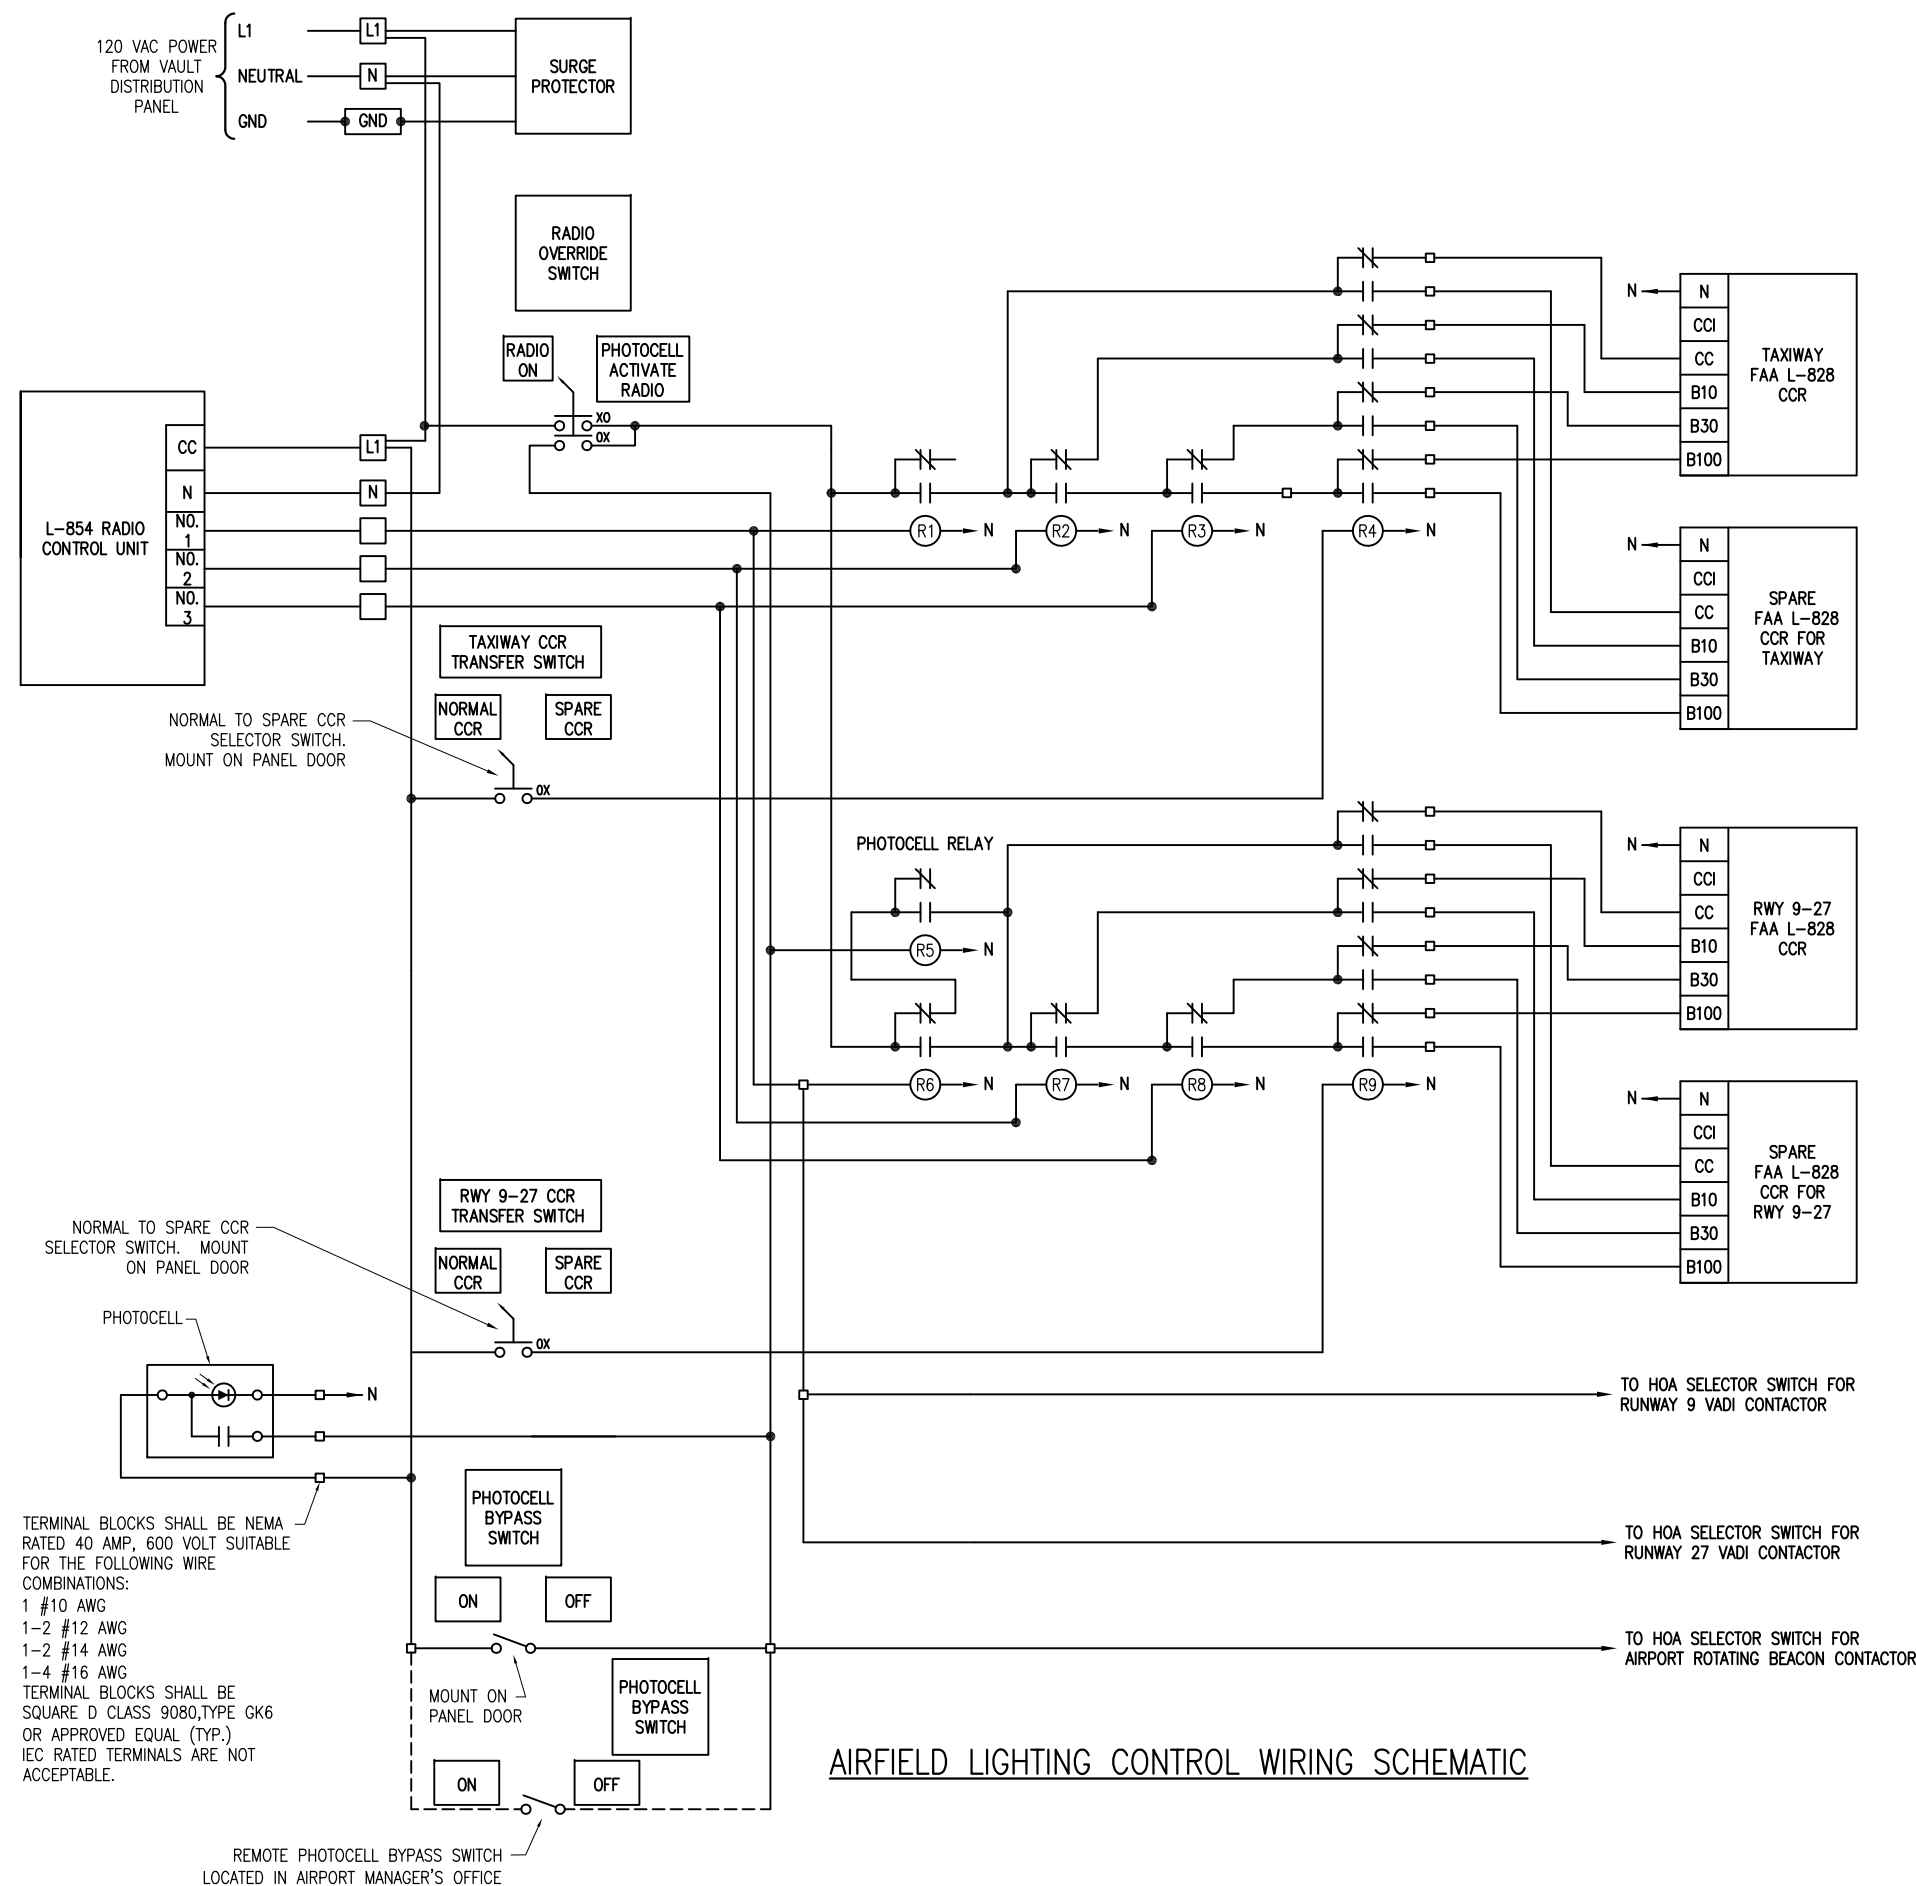 120 VAC POWER
FROM VAULT
DISTRIBUTION
PANEL
L1
NEUTRAL
GND
L1
N
GND
SURGE
PROTECTOR
RADIO
OVERRIDE
SWITCH
RADIO
ON
PHOTOCELL
ACTIVATE
RADIO
XO
OX
L-854 RADIO
CONTROL UNIT
CC
N
NO.
1
NO.
2
NO.
3
L1
N
R1
N
R2
N
R3
N
R4
N
N
N
CCI
CC
B10
B30
B100
TAXIWAY
FAA L-828
CCR
N
N
CCI
CC
B10
B30
B100
SPARE
FAA L-828
CCR FOR
TAXIWAY
TAXIWAY CCR
TRANSFER SWITCH
NORMAL
CCR
SPARE
CCR
OX
NORMAL TO SPARE CCR
SELECTOR SWITCH.
MOUNT ON PANEL DOOR
PHOTOCELL RELAY
R5
N
R6
N
R7
N
R8
N
R9
N
N
N
CCI
CC
B10
B30
B100
RWY 9-27
FAA L-828
CCR
N
N
CCI
CC
B10
B30
B100
SPARE
FAA L-828
CCR FOR
RWY 9-27
RWY 9-27 CCR
TRANSFER SWITCH
NORMAL
CCR
SPARE
CCR
OX
NORMAL TO SPARE CCR
SELECTOR SWITCH. MOUNT
ON PANEL DOOR
PHOTOCELL
N
TO HOA SELECTOR SWITCH FOR
RUNWAY 9 VADI CONTACTOR
TO HOA SELECTOR SWITCH FOR
RUNWAY 27 VADI CONTACTOR
TO HOA SELECTOR SWITCH FOR
AIRPORT ROTATING BEACON CONTACTOR
PHOTOCELL
BYPASS
SWITCH
ON
OFF
MOUNT ON
PANEL DOOR
PHOTOCELL
BYPASS
SWITCH
ON
OFF
TERMINAL BLOCKS SHALL BE NEMA
RATED 40 AMP, 600 VOLT SUITABLE
FOR THE FOLLOWING WIRE
COMBINATIONS:
1 #10 AWG
1-2 #12 AWG
1-2 #14 AWG
1-4 #16 AWG
TERMINAL BLOCKS SHALL BE
SQUARE D CLASS 9080,TYPE GK6
OR APPROVED EQUAL (TYP.)
IEC RATED TERMINALS ARE NOT
ACCEPTABLE.
REMOTE PHOTOCELL BYPASS SWITCH
LOCATED IN AIRPORT MANAGER'S OFFICE
AIRFIELD LIGHTING CONTROL WIRING SCHEMATIC